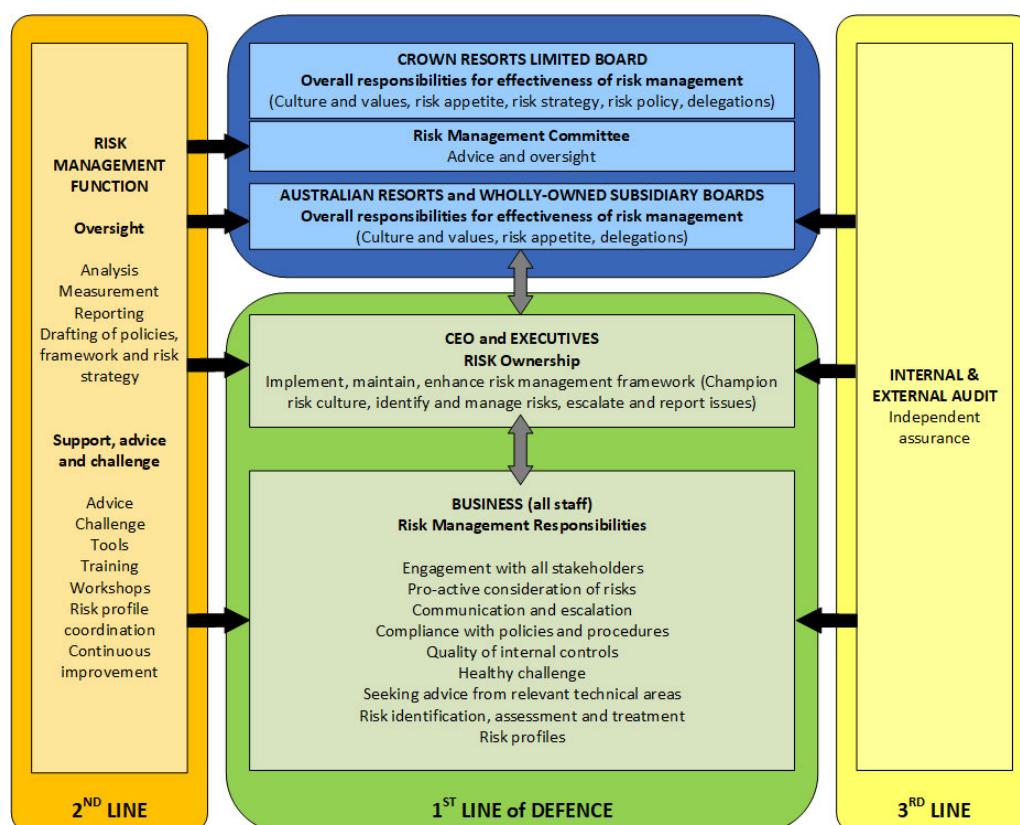 RISK
MANAGEMENT
FUNCTION
Oversight
Analysis
Measurement
Reporting
Drafting of policies,
framework and risk
strategy
Support, advice
and challenge
Advice
Challenge
Tools
Training
Workshops
Risk profile
coordination
Continuous
improvement
2ND LINE
CROWN RESORTS LIMITED BOARD
Overall responsibilities for effectiveness of risk management
(Culture and values, risk appetite, risk strategy, risk policy, delegations)
Risk Management Committee
Advice and oversight
AUSTRALIAN RESORTS and WHOLLY-OWNED SUBSIDIARY BOARDS
Overall responsibilities for effectiveness of risk management
(Culture and values, risk appetite, delegations)
CEO and EXECUTIVES
RISK Ownership
Implement, maintain, enhance risk management framework (Champion
risk culture, identify and manage risks, escalate and report issues)
BUSINESS (all staff)
Risk Management Responsibilities
Engagement with all stakeholders
Pro-active consideration of risks
Communication and escalation
Compliance with policies and procedures
Quality of internal controls
Healthy challenge
Seeking advice from relevant technical areas
Risk identification, assessment and treatment
Risk profiles
1ST LINE of DEFENCE
INTERNAL &
EXTERNAL AUDIT
Independent
assurance
3RD LINE